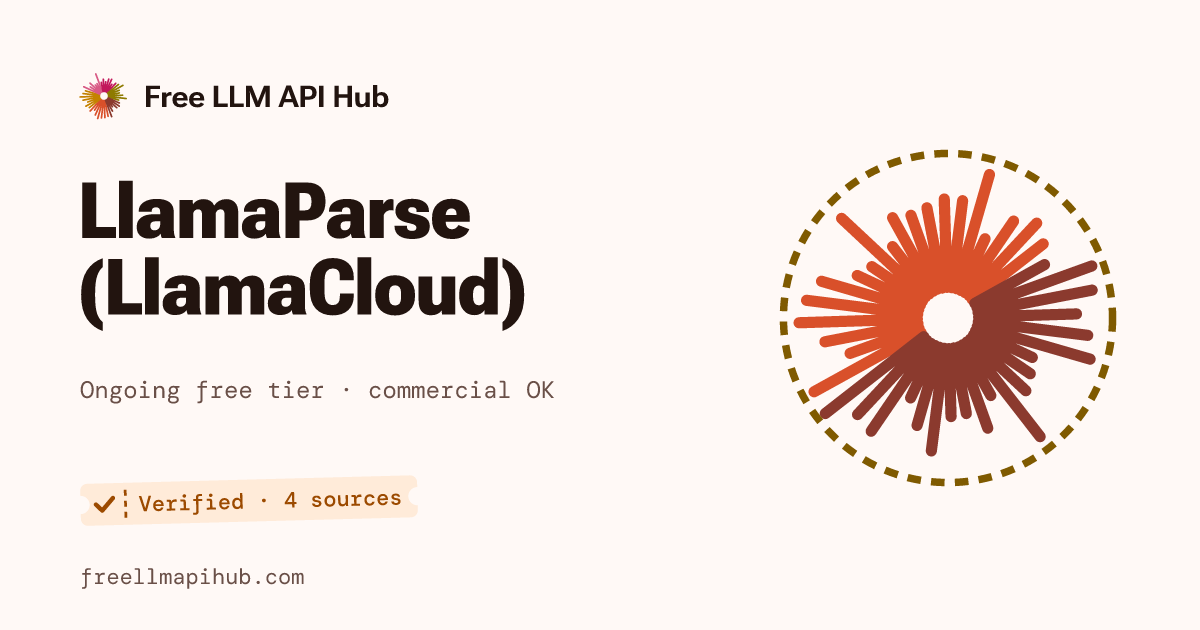 Free LLM API Hub
LlamaParse
(LlamaCloud)
Ongoing free tier · commercial OK
Verified · 4 sources
freellmapihub.com